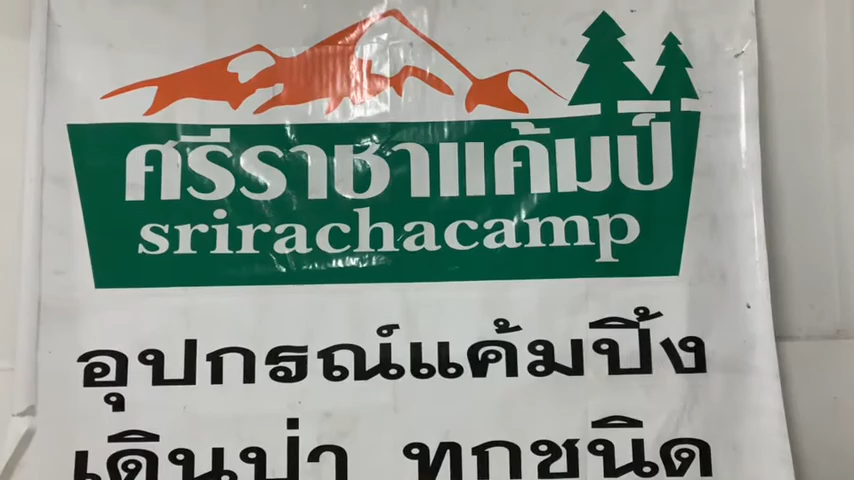 ศรีราชาแค้มป์
srirachacamp
อุปกรณ์แค้มปิ้ง
เดินป่า ทุกชนิด